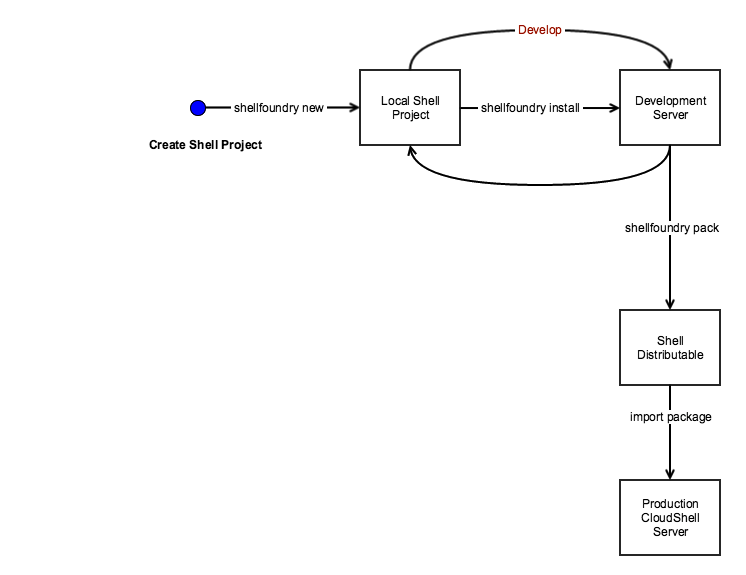 Develop
Local Shell
Project
Development
Server
shellfoundry new
shellfoundry install
Create Shell Project
shellfoundry pack
Shell
Distributable
import package
Production
CloudShell
Server